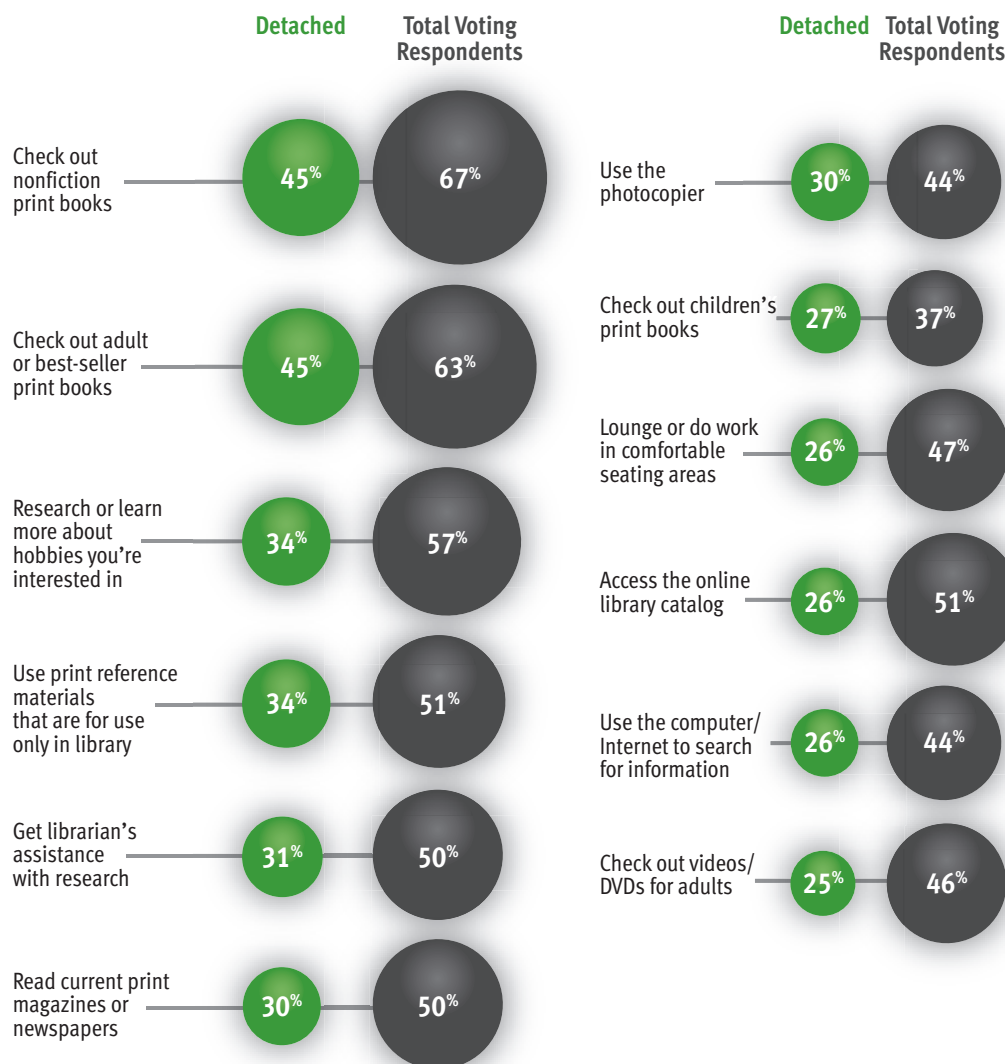 Detached
Total Voting
Respondents
Check out
nonfiction
print books
45%
67%
Check out adult
or best-seller
print books
45%
63%
Research or learn
more about
hobbies you're
interested in
34%
57%
Use print reference
materials
that are for use
only in library
34%
51%
Get librarian's
assistance
with research
31%
50%
Read current print
magazines or
newspapers
30%
50%
Detached
Total Voting
Respondents
Use the
photocopier
30%
44%
Check out children's
print books
27%
37%
Lounge or do work
in comfortable
seating areas
26%
47%
Access the online
library catalog
26%
51%
Use the computer/
Internet to search
for information
26%
44%
Check out videos/
DVDs for adults
25%
46%